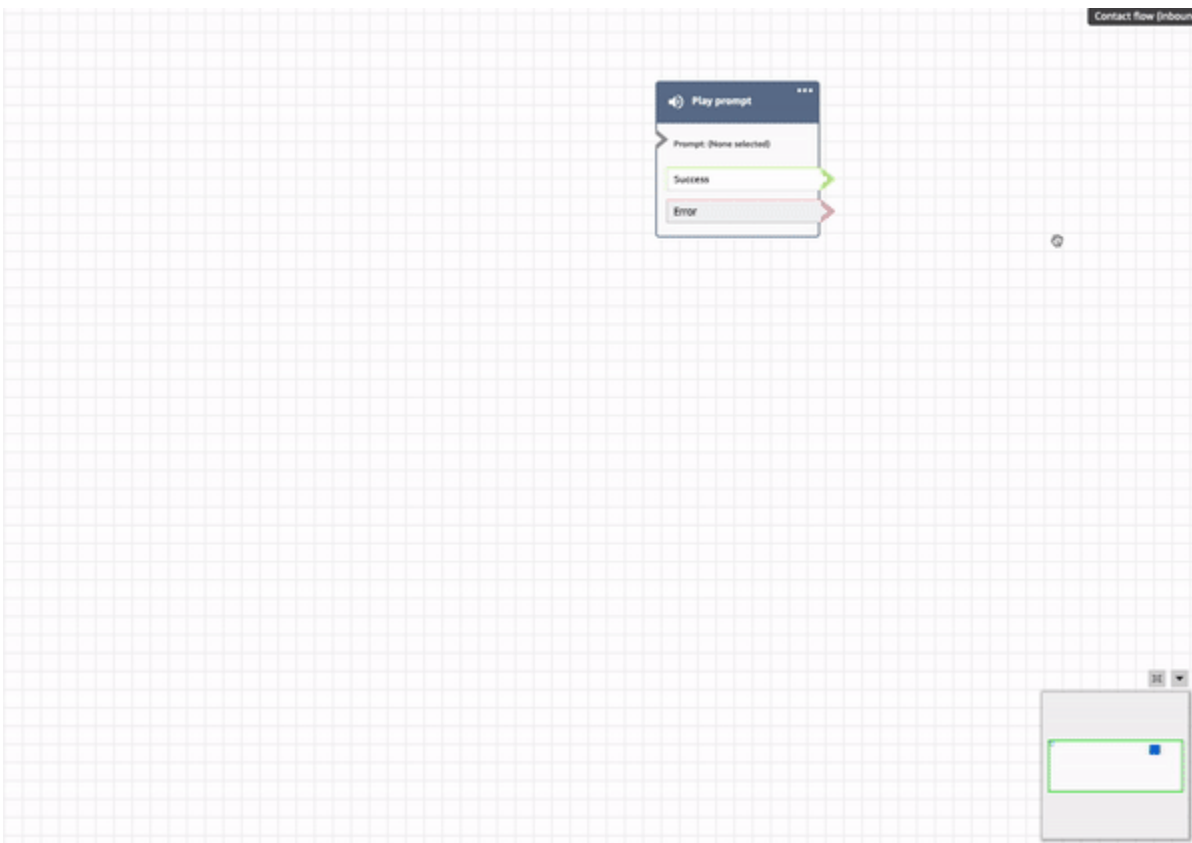 Contact flow (inboun
Play prompt
Prompt: (None selected)
Success
Error